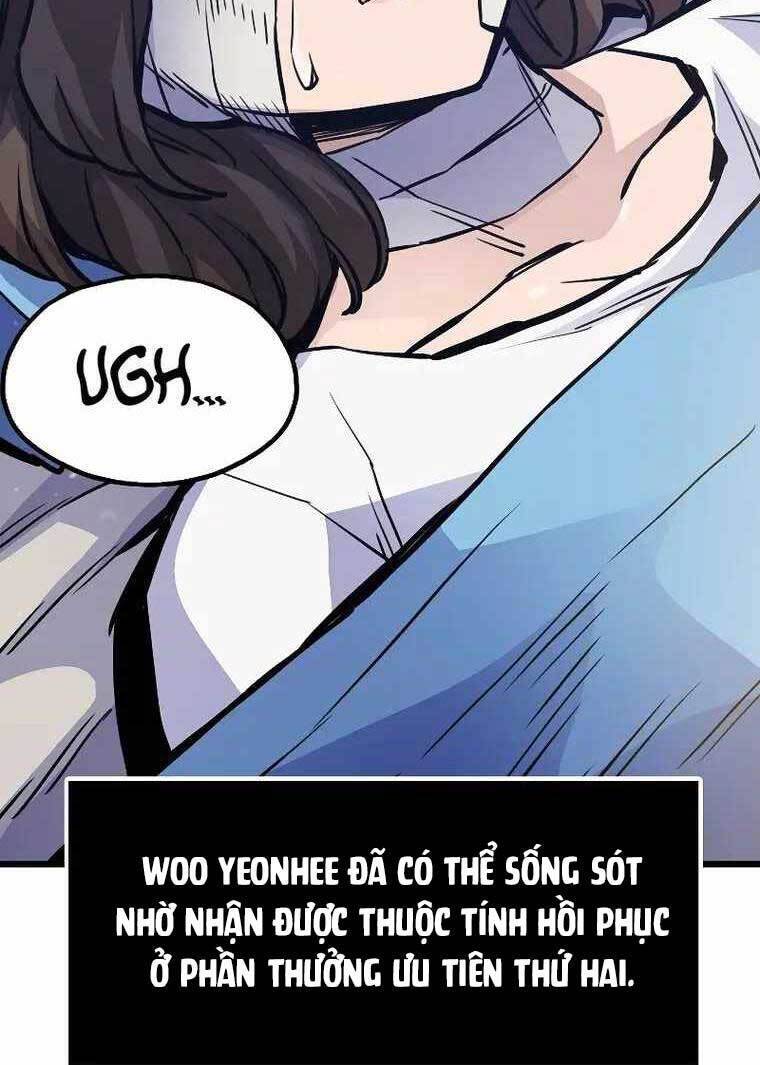 UGH...
WOO YEONHEE ĐÃ CÓ THỂ SỐNG SÓT
NHỜ NHẬN ĐƯỢC THUỘC TÍNH HỒI PHỤC
Ở PHẦN THƯỞNG ƯU TIÊN THỨ HAI.